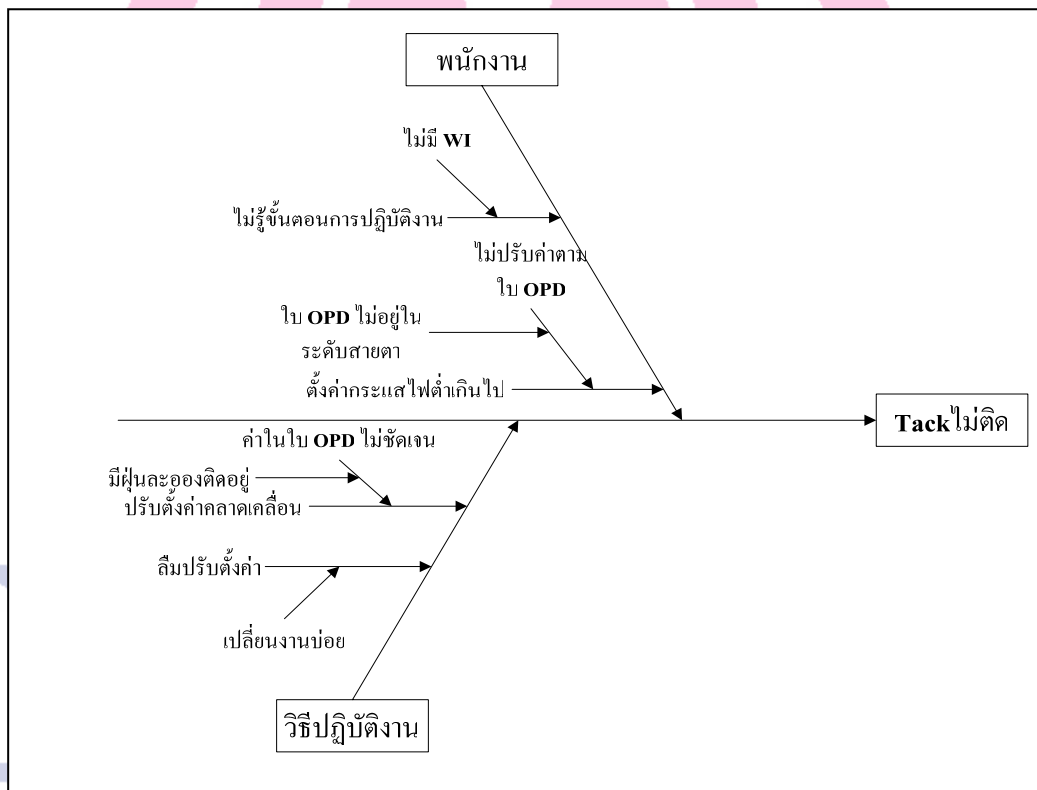 พนักงาน
ไม่มี WI
ไม่รู้ขั้นตอนการปฏิบัติงาน
ไม่ปรับค่าตาม
ใบ OPD
ใบ OPD ไม่อยู่ใน
ระดับสายตา
ตั้งค่ากระแสไฟต่ำเกินไป
Tackไม่ติด
ค่าในใบ OPD ไม่ชัดเจน
มีฝุ่นละอองติดอยู่
ปรับตั้งค่าคลาดเคลื่อน
ลืมปรับตั้งค่า
เปลี่ยนงานบ่อย
วิธีปฏิบัติงาน